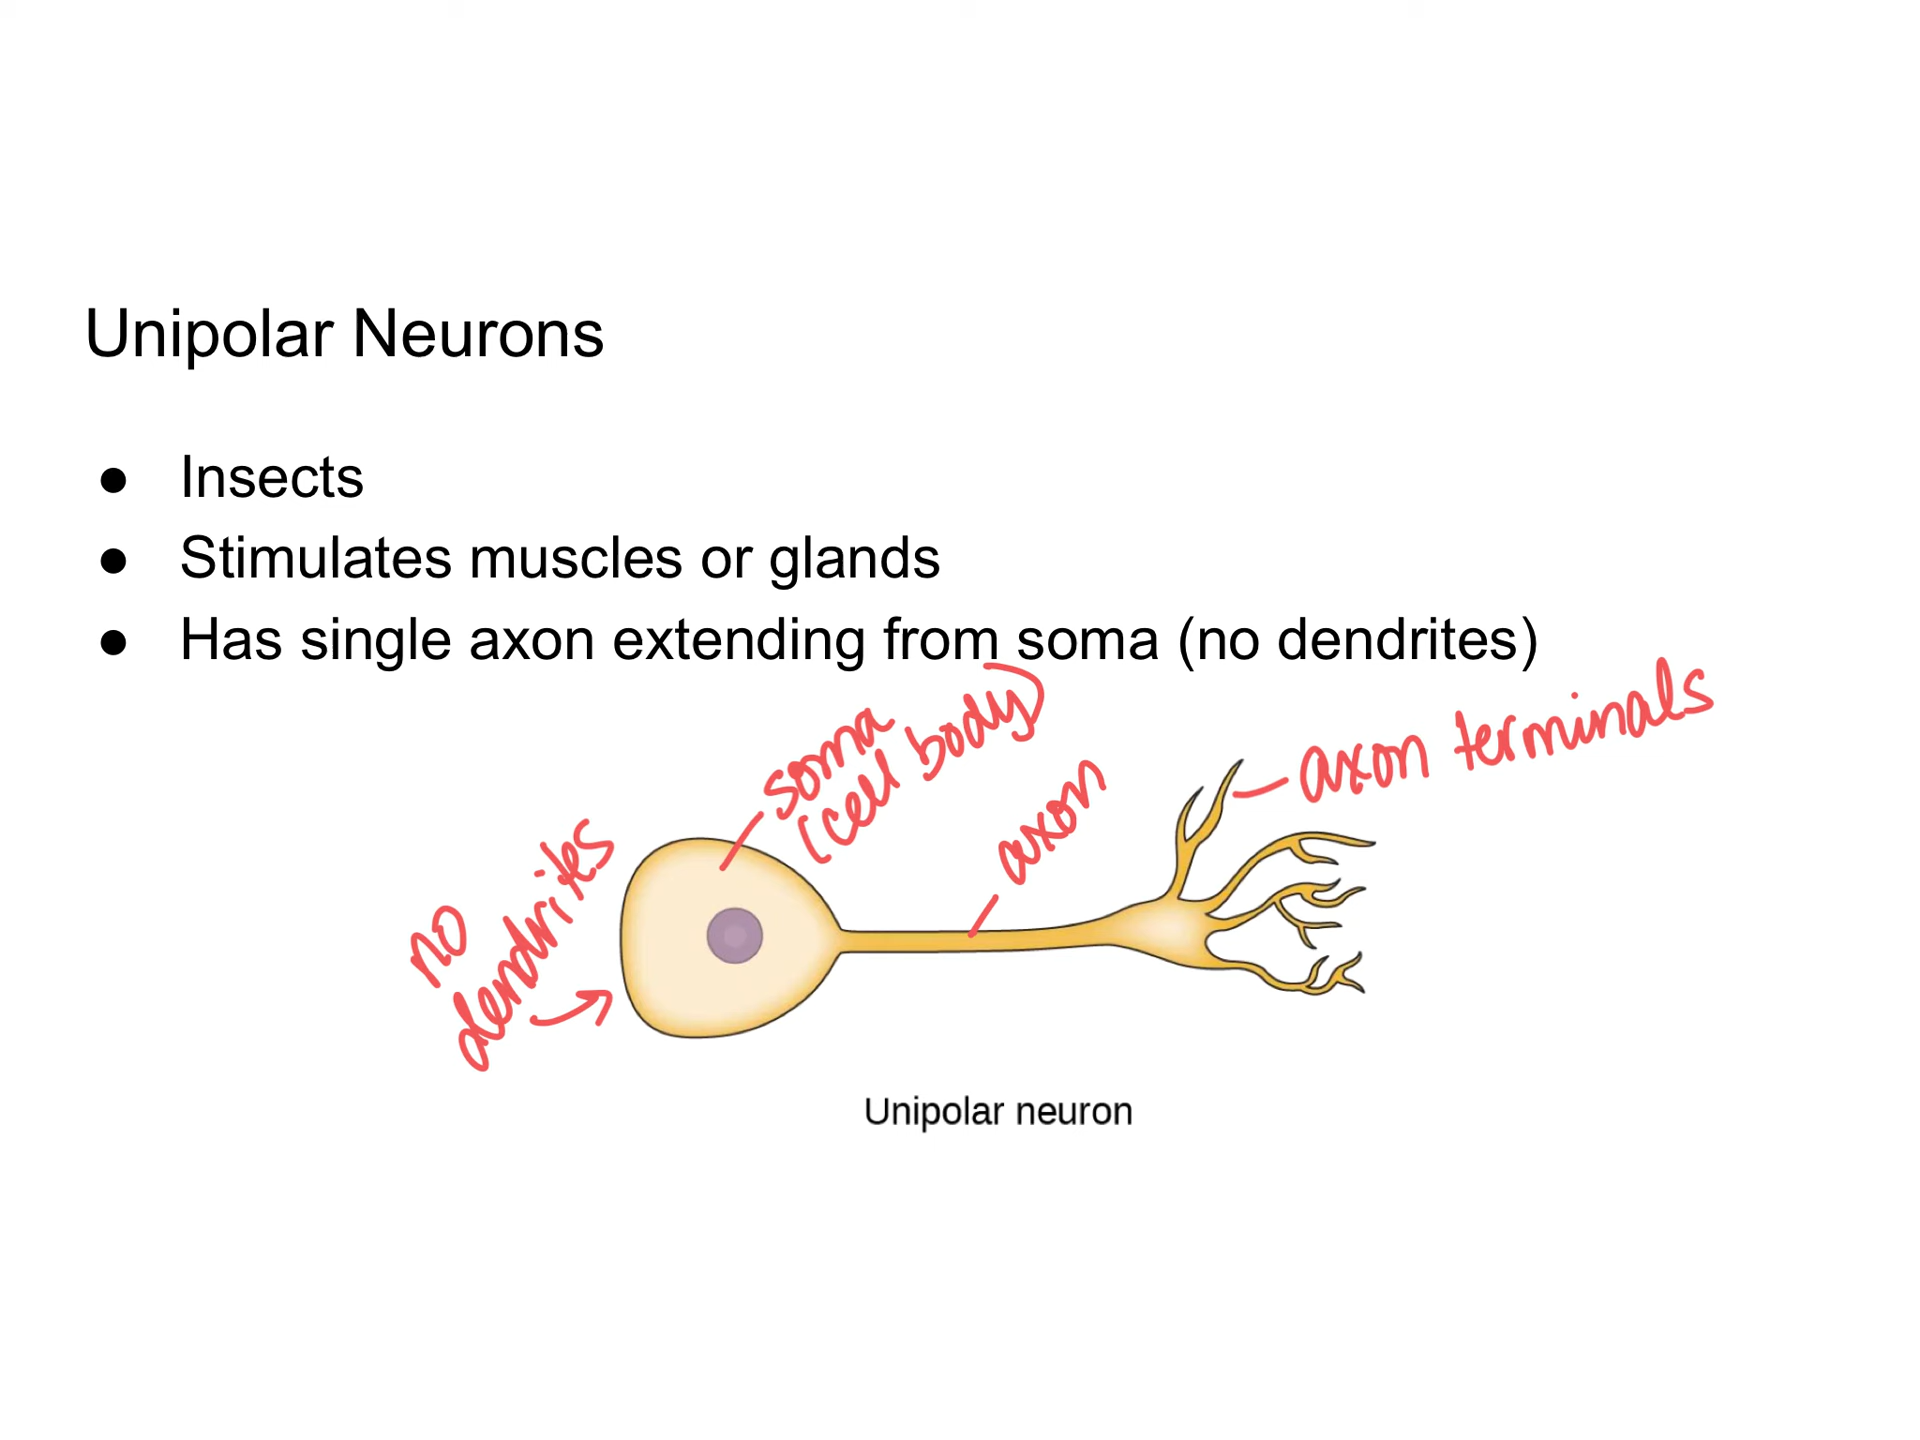 Unipolar Neurons
● Insects
● Stimulates muscles or glands
● Has single axon extending from soma (no dendrites)
soma
(cell body)
axon
axon terminals
no
dendrites
Unipolar neuron